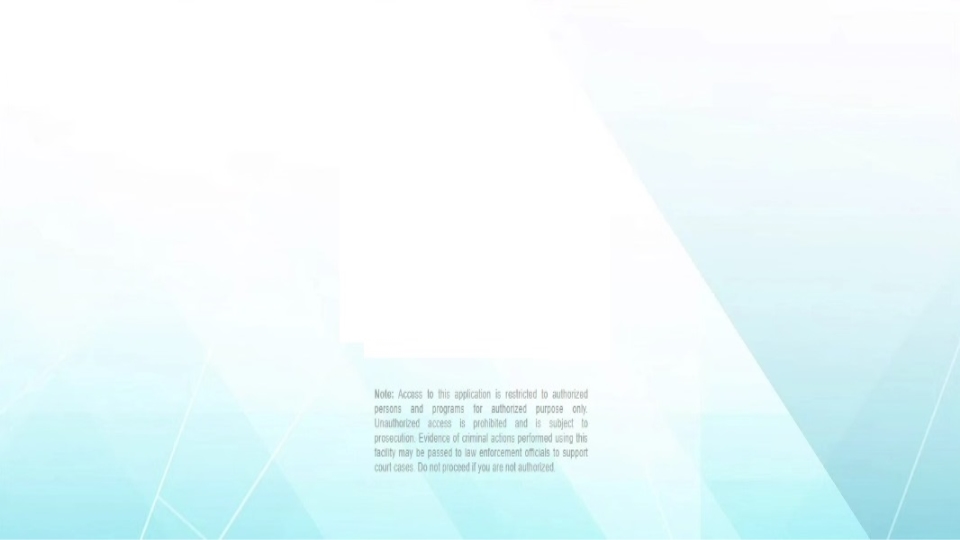 Note: Access to this application is restricted to authorized
persons and programs for authorized purpose only.
Unauthorized access is prohibited and is subject to
prosecution. Evidence of criminal actions performed using this
facility may be passed to law enforcement officials to support
court cases. Do not proceed if you are not authorized.